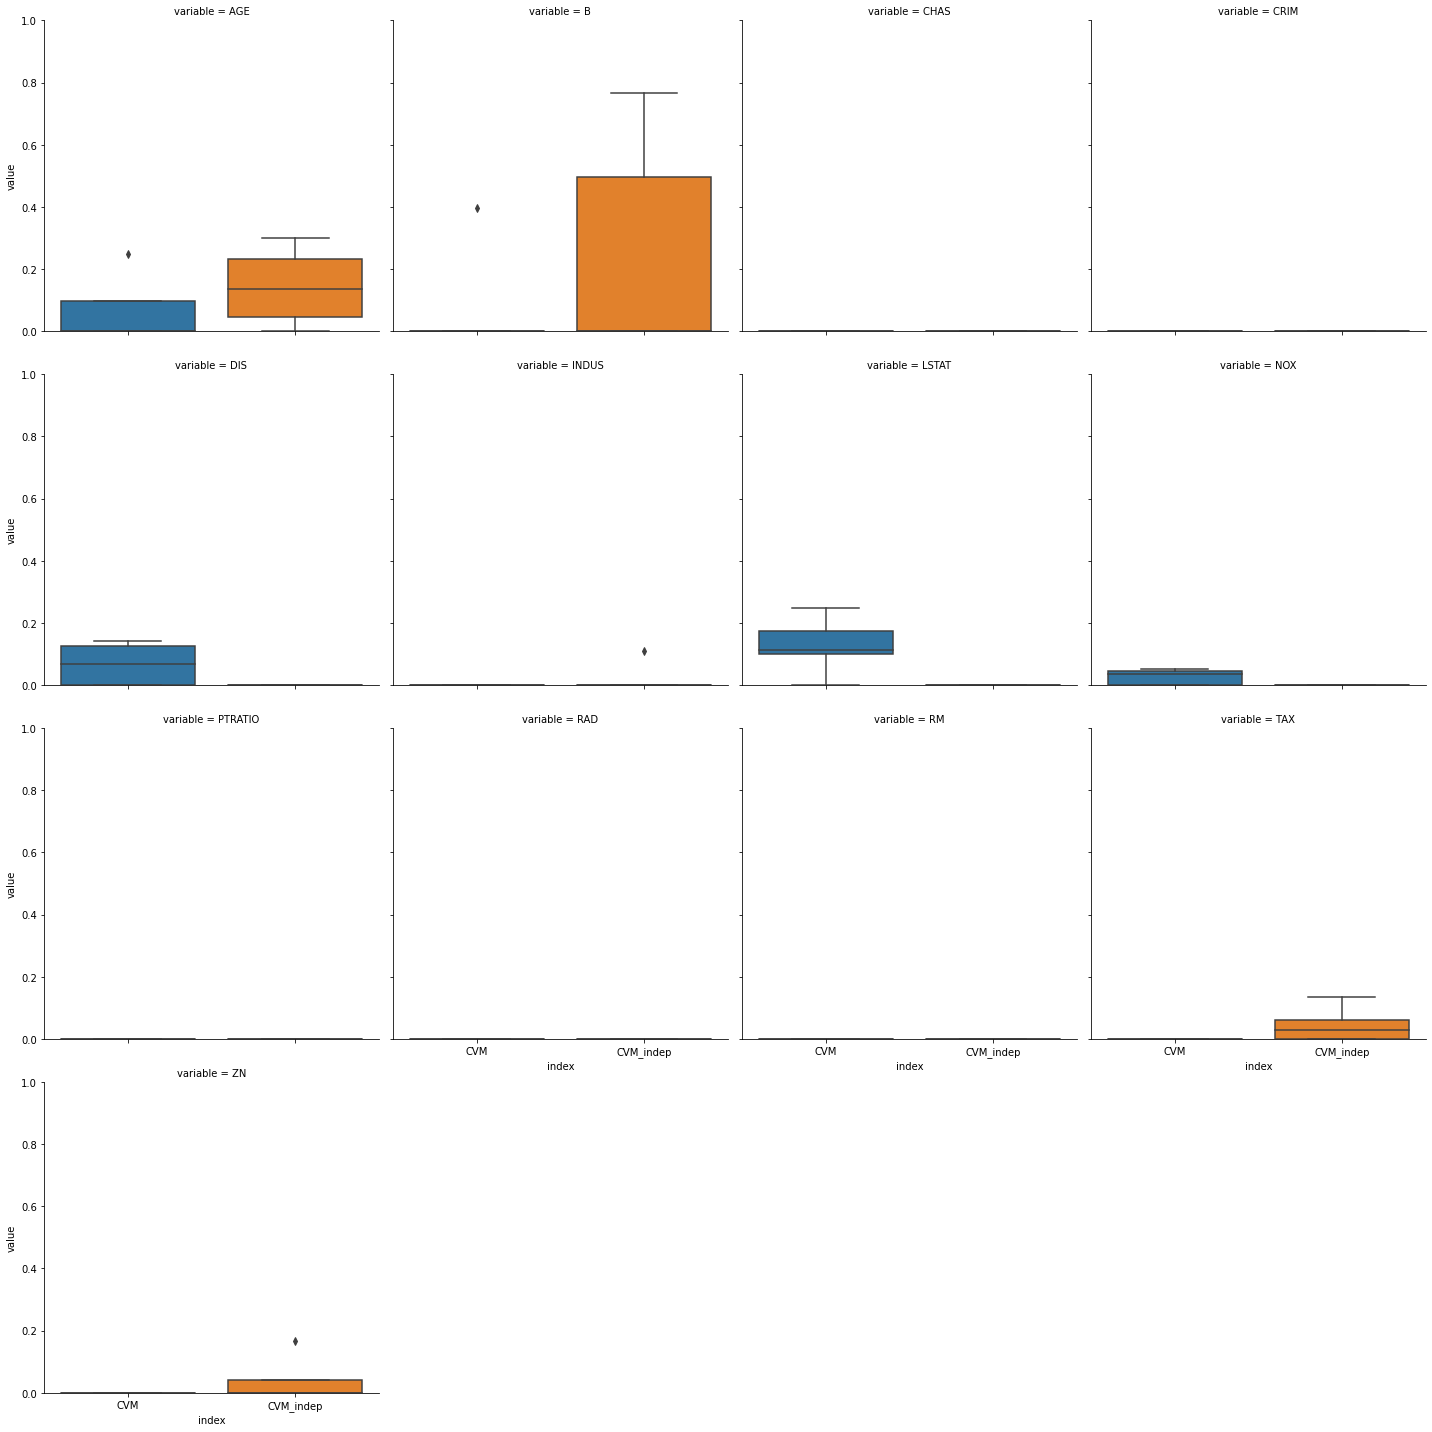 variable = AGE variable = B variable = CHAS variable = CRIM
1.0
0.8
0.6
value
0.4
0.2
0.0
variable = DIS variable = INDUS variable = LSTAT variable = NOX
1.0
0.8
0.6
value
0.4
0.2
0.0
variable = PTRATIO variable = RAD variable = RM variable = TAX
1.0
0.8
0.6
value
0.4
0.2
0.0
CVM CVM_indep CVM CVM_indep CVM CVM_indep
index index index
variable = ZN
1.0
0.8
0.6
value
0.4
0.2
0.0
CVM CVM_indep
index